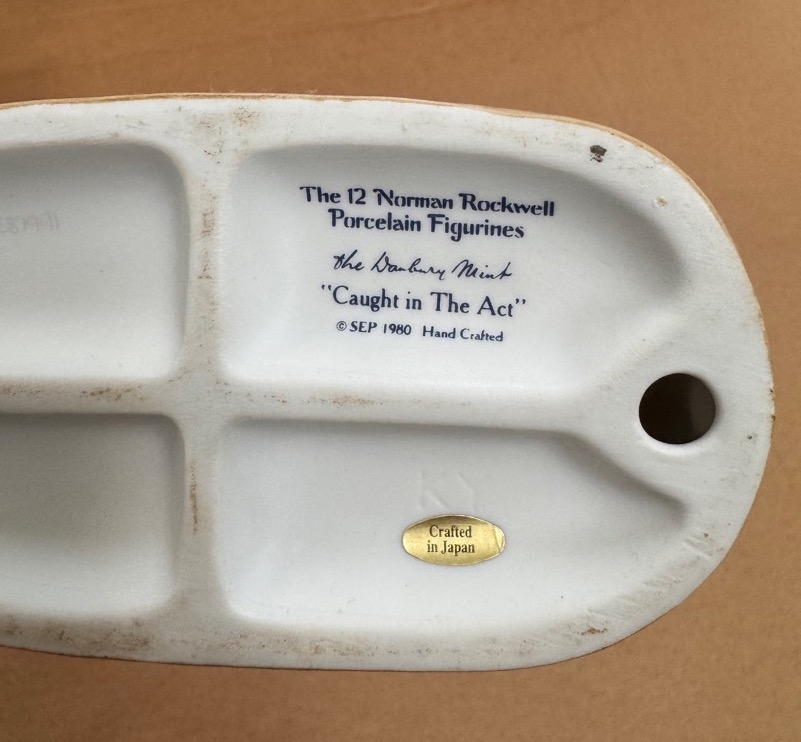 The 12 Norman Rockwell
Porcelain Figurines
the Danbury Mint
"Caught in The Act"
© SEP 1980 Hand Crafted
Crafted
in Japan